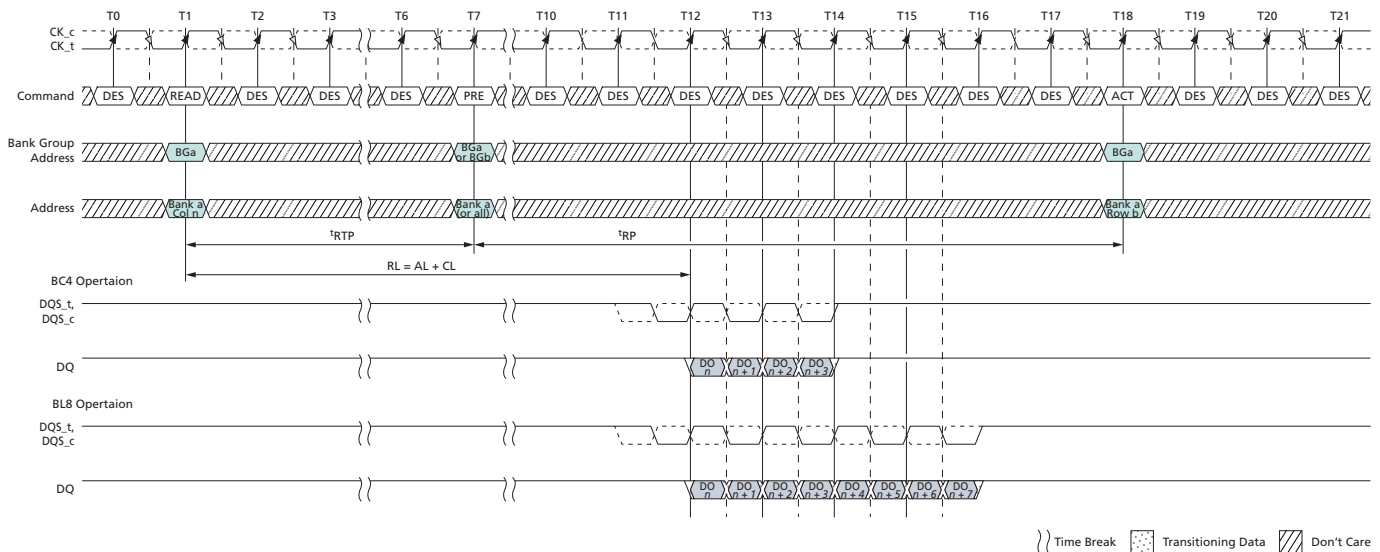 T0 T1 T2 T3 T6 T7 T10 T11 T12 T13 T14 T15 T16 T17 T18 T19 T20 T21
CK_c
CK_t
Command DES READ DES DES DES PRE DES DES DES DES DES DES DES DES ACT DES DES DES
Bank Group
Address
BGa
BGa
or BGb
BGa
Address
Bank a
Col n
Bank a
(or all)
Bank a
Row b
tRTP
tRP
RL = AL + CL
BC4 Opertaion
DQS_t,
DQS_c
DQ
DO
n
DO
n + 1
DO
n + 2
DO
n + 3
BL8 Opertaion
DQS_t,
DQS_c
DQ
DO
n
DO
n + 1
DO
n + 2
DO
n + 3
DO
n + 4
DO
n + 5
DO
n + 6
DO
n + 7
Time Break Transitioning Data Don't Care